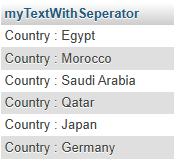 myTextWithSeperator
Country : Egypt
Country : Morocco
Country : Saudi Arabia
Country : Qatar
Country : Japan
Country : Germany